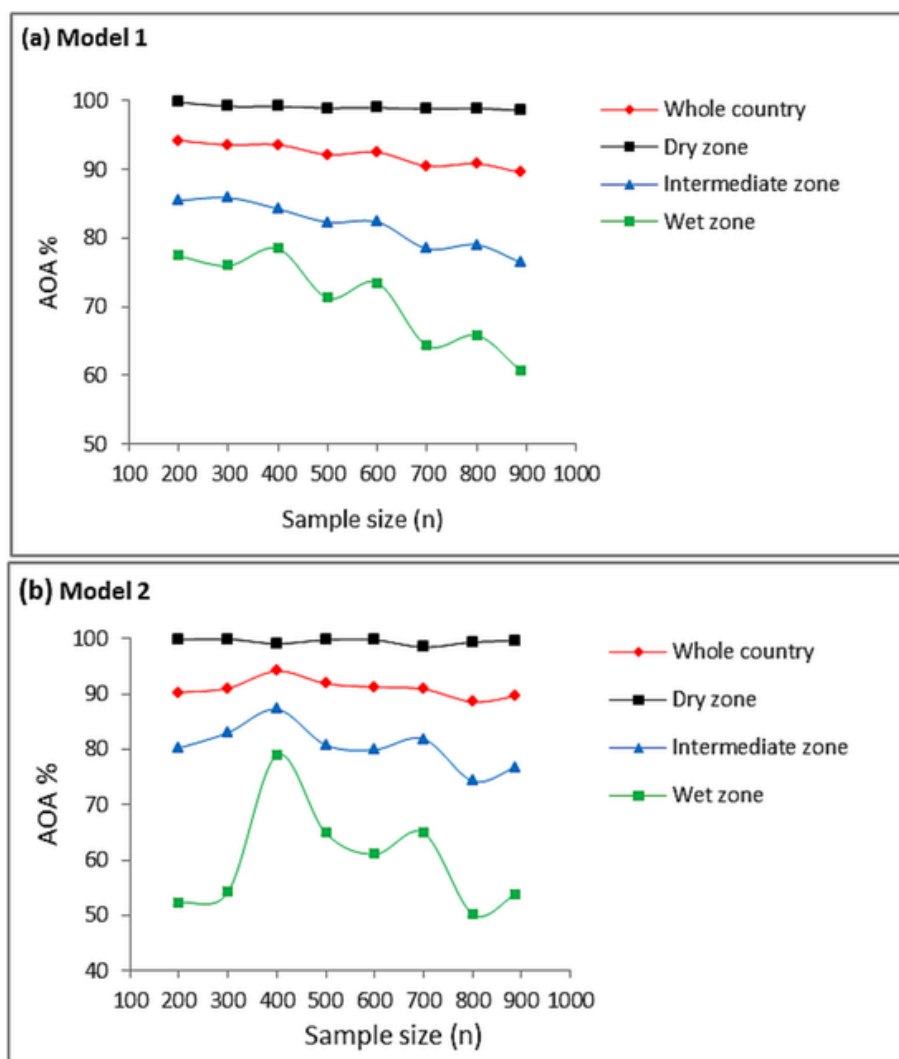 (a) Model 1
100
90
80
70
60
50
AOA %
100 200 300 400 500 600 700 800 900 1000
Sample size (n)
Whole country
Dry zone
Intermediate zone
Wet zone
(b) Model 2
100
90
80
70
60
50
40
AOA %
100 200 300 400 500 600 700 800 900 1000
Sample size (n)
Whole country
Dry zone
Intermediate zone
Wet zone